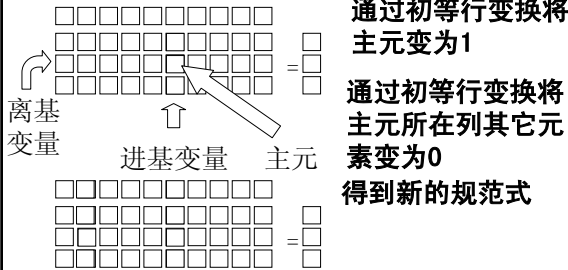 通过初等行变换将
主元变为1
=
通过初等行变换将
主元所在列其它元
素变为0
离基
变量
进基变量
主元
得到新的规范式
=